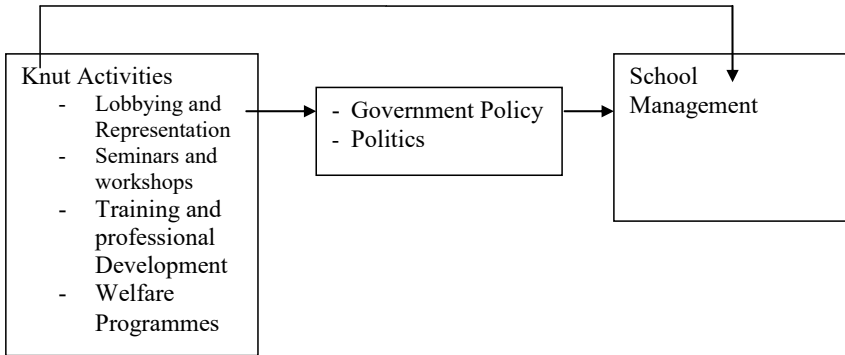 Knut Activities
- Lobbying and
Representation
- Seminars and
workshops
- Training and
professional
Development
- Welfare
Programmes
- Government Policy
- Politics
School
Management